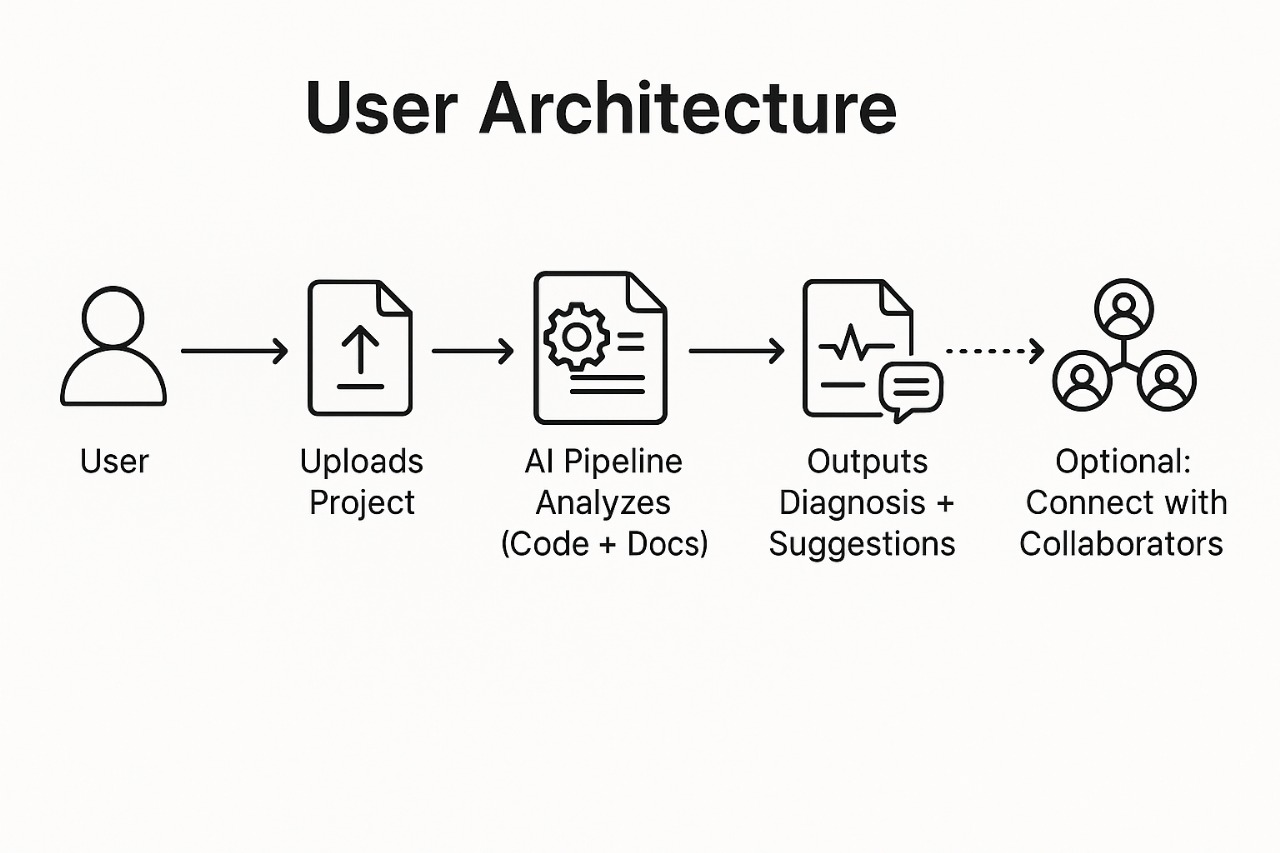 User Architecture
User
Uploads
Project
AI Pipeline
Analyzes
(Code + Docs)
Outputs
Diagnosis +
Suggestions
Optional:
Connect with
Collaborators